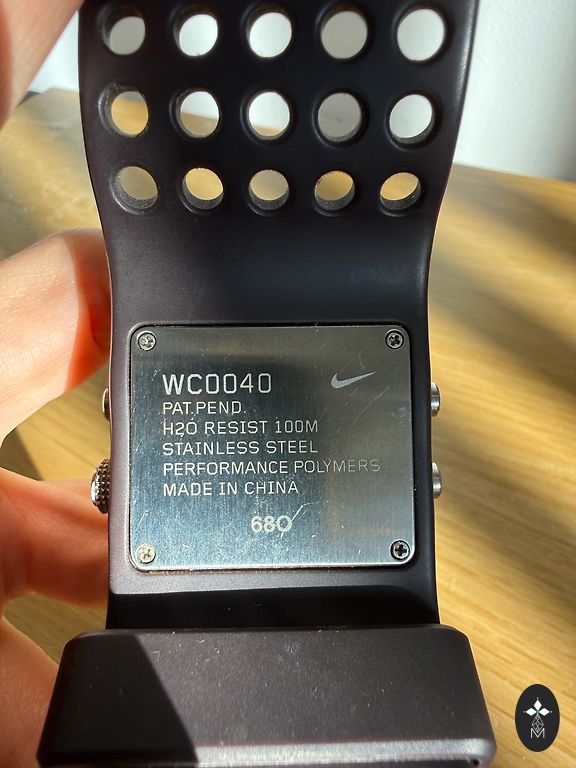 WC0040
PAT.PEND.
H2O RESIST 100M
STAINLESS STEEL
PERFORMANCE POLYMERS
MADE IN CHINA
680
M